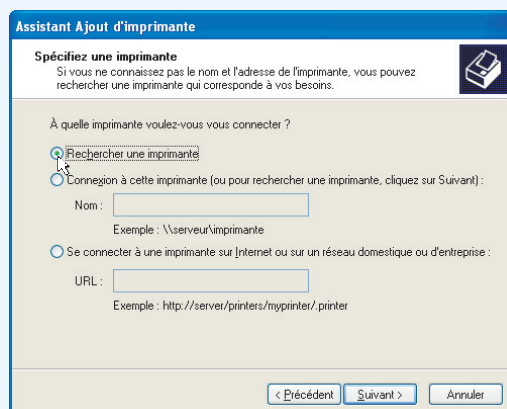 Assistant Ajout d'imprimante
Spécifiez une imprimante
Si vous ne connaissez pas le nom et l'adresse de l'imprimante, vous pouvez
rechercher une imprimante qui corresponde à vos besoins.
À quelle imprimante voulez-vous vous connecter ?
Rechercher une imprimante
Connexion à cette imprimante (ou pour rechercher une imprimante, cliquez sur Suivant) :
Nom :
Exemple : \\serveur\imprimante
Se connecter à une imprimante sur Internet ou sur un réseau domestique ou d'entreprise :
URL :
Exemple : http://server/printers/myprinter/.printer
< Précédent Suivant > Annuler